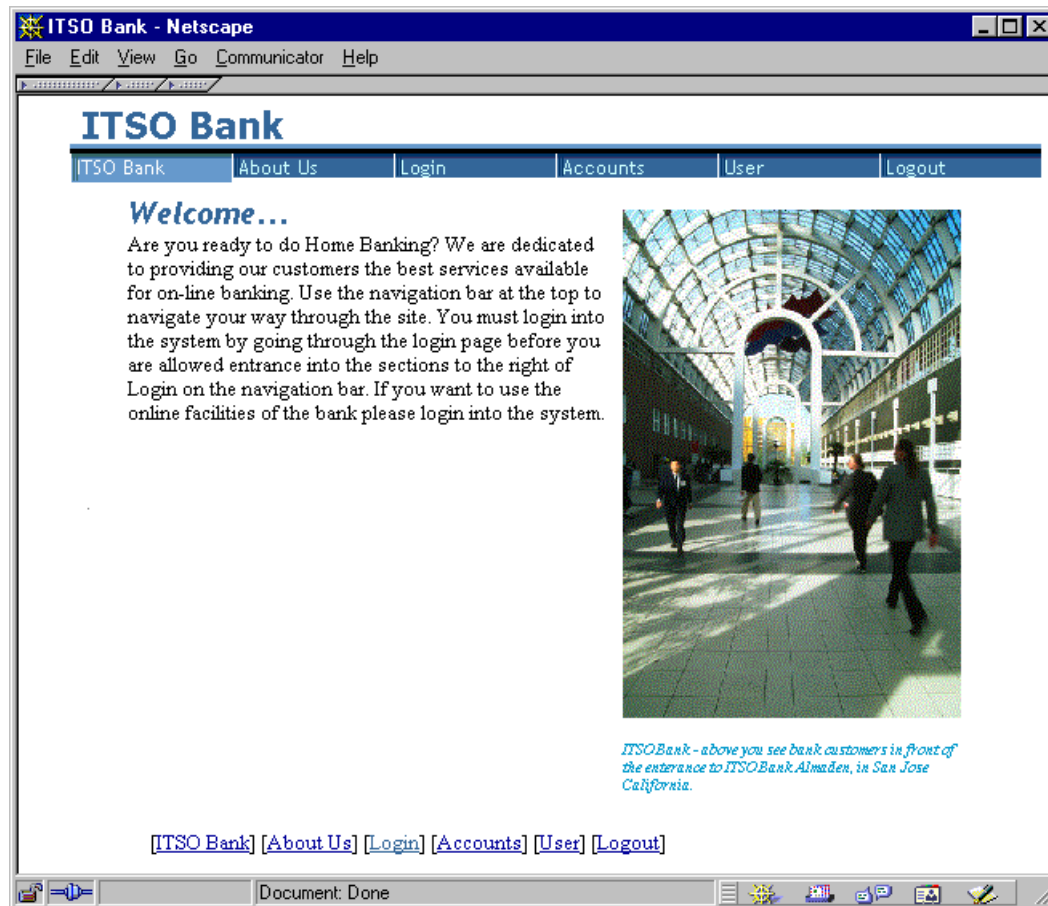 ITSO Bank - Netscape
File Edit View Go Communicator Help
ITSO Bank
ITSO Bank About Us Login Accounts User Logout
Welcome...
Are you ready to do Home Banking? We are dedicated
to providing our customers the best services available
for on-line banking. Use the navigation bar at the top to
navigate your way through the site. You must login into
the system by going through the login page before you
are allowed entrance into the sections to the right of
Login on the navigation bar. If you want to use the
online facilities of the bank please login into the system.
ITSO Bank - above you see bank customers in front of
the enterance to ITSO Bank Almaden, in San Jose
California.
[ITSO Bank] [About Us] [Login] [Accounts] [User] [Logout]
Document: Done